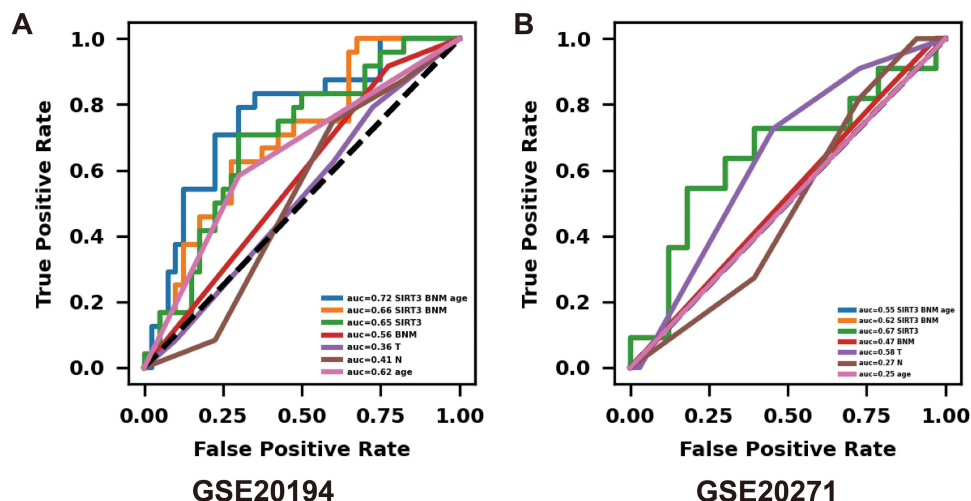 A
True Positive Rate
1.0
0.8
0.6
0.4
0.2
0.0
auc=0.72 SIRT3 BNM age
auc=0.66 SIRT3 BNM
auc=0.65 SIRT3
auc=0.56 BNM
auc=0.36 T
auc=0.41 N
auc=0.62 age
0.00 0.25 0.50 0.75 1.00
False Positive Rate
GSE20194
B
True Positive Rate
1.0
0.8
0.6
0.4
0.2
0.0
auc=0.55 SIRT3 BNM age
auc=0.62 SIRT3 BNM
auc=0.67 SIRT3
auc=0.47 BNM
auc=0.58 T
auc=0.27 N
auc=0.25 age
0.00 0.25 0.50 0.75 1.00
False Positive Rate
GSE20271